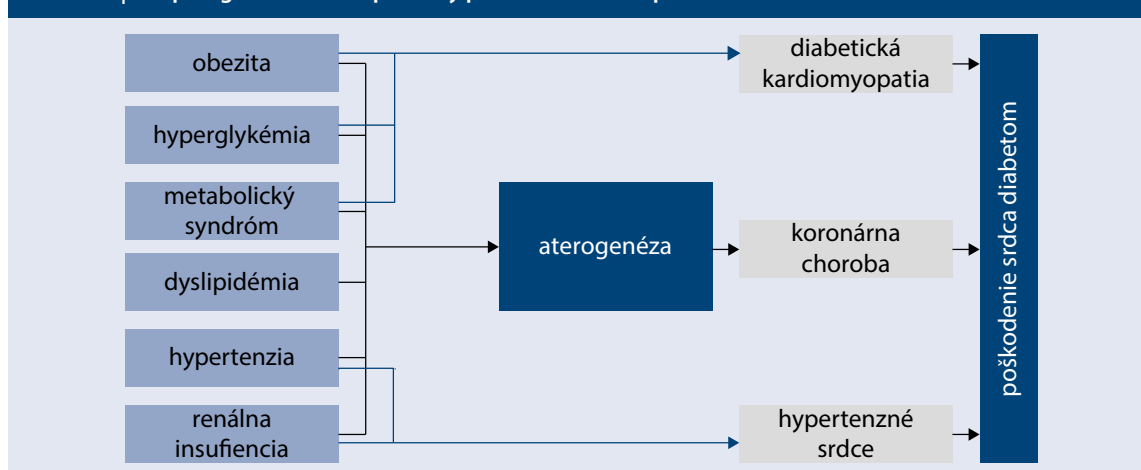 obezita
hyperglykémia
metabolický
syndróm
dyslipidémia
hypertenzia
renálna
insufiencia
aterogenéza
diabetická
kardiomyopatia
koronárna
choroba
hypertenzné
srdce
poškodenie srdca diabetom